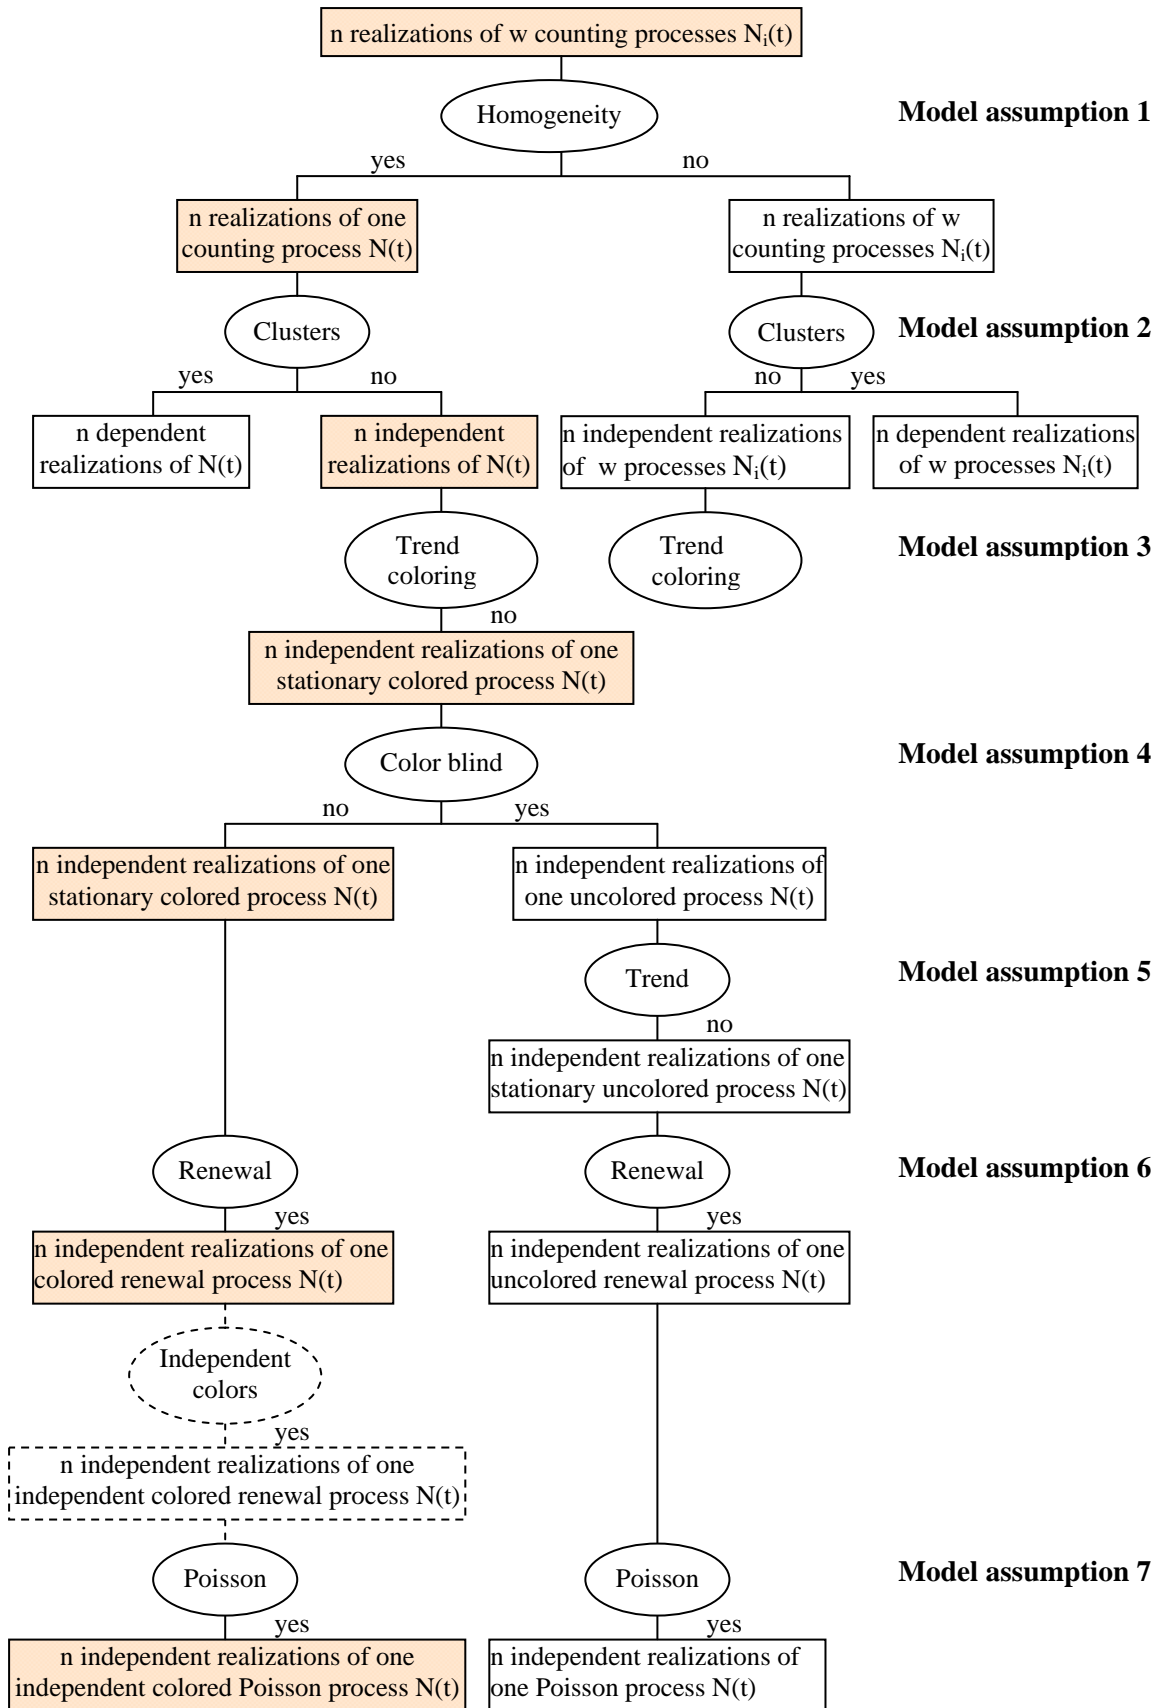 n realizations of w counting processes Nᵢ(t)
Homogeneity
Model assumption 1
yes
no
n realizations of one
counting process N(t)
n realizations of w
counting processes Nᵢ(t)
Clusters
Clusters
Model assumption 2
yes
no
no
yes
n dependent
realizations of N(t)
n independent
realizations of N(t)
n independent realizations
of w processes Nᵢ(t)
n dependent realizations
of w processes Nᵢ(t)
Trend
coloring
Trend
coloring
Model assumption 3
no
n independent realizations of one
stationary colored process N(t)
Color blind
Model assumption 4
no
yes
n independent realizations of one
stationary colored process N(t)
n independent realizations of
one uncolored process N(t)
Trend
Model assumption 5
no
n independent realizations of one
stationary uncolored process N(t)
Renewal
Renewal
Model assumption 6
yes
yes
n independent realizations of one
colored renewal process N(t)
n independent realizations of one
uncolored renewal process N(t)
Independent
colors
yes
n independent realizations of one
independent colored renewal process N(t)
Poisson
Poisson
Model assumption 7
yes
yes
n independent realizations of one
independent colored Poisson process N(t)
n independent realizations of
one Poisson process N(t)